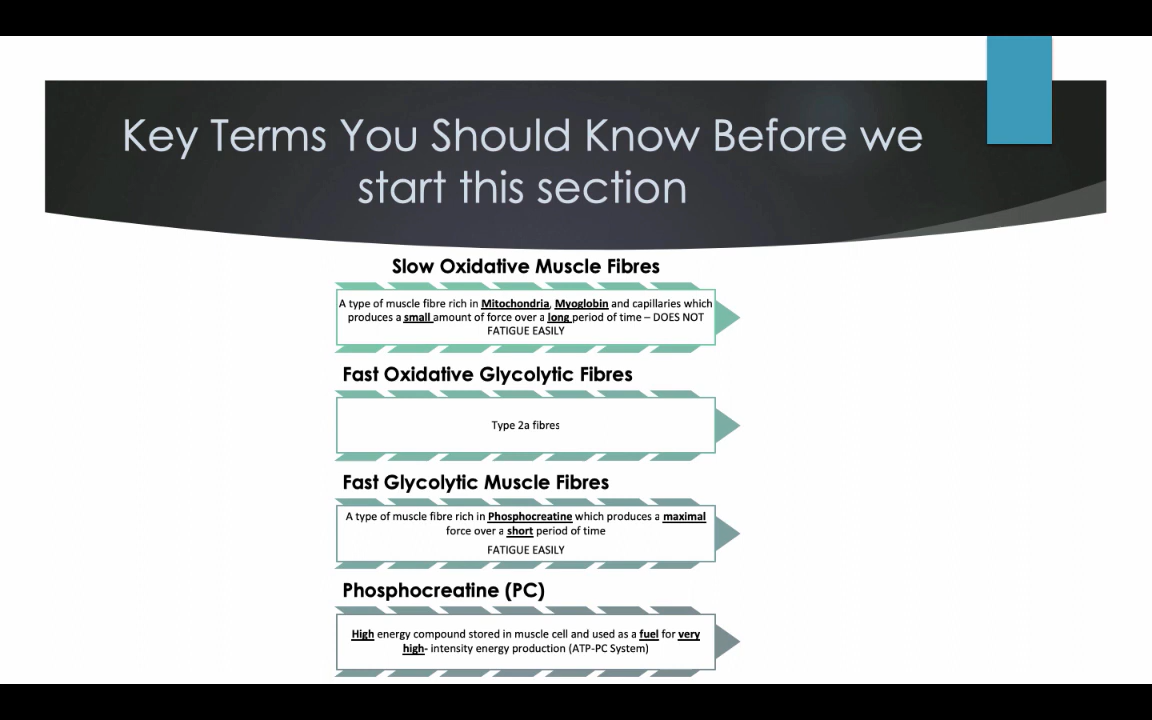 Key Terms You Should Know Before we
start this section
Slow Oxidative Muscle Fibres
A type of muscle fibre rich in Mitochondria, Myoglobin and capillaries which
produces a small amount of force over a long period of time – DOES NOT
FATIGUE EASILY
Fast Oxidative Glycolytic Fibres
Type 2a fibres
Fast Glycolytic Muscle Fibres
A type of muscle fibre rich in Phosphocreatine which produces a maximal
force over a short period of time
FATIGUE EASILY
Phosphocreatine (PC)
High energy compound stored in muscle cell and used as a fuel for very
high- intensity energy production (ATP-PC System)